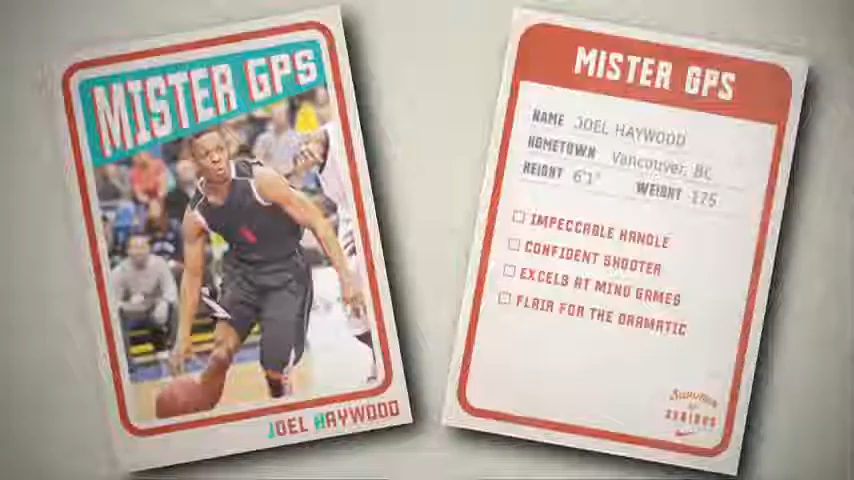 MISTER GPS
JOEL HAYWOOD
MISTER GPS
NAME JOEL HAYWOOD
HOMETOWN Vancouver, BC
HEIGHT 6'1" WEIGHT 175
IMPECCABLE HANDLE
CONFIDENT SHOOTER
EXCELS AT MIND GAMES
FLAIR FOR THE DRAMATIC
SERIOUS